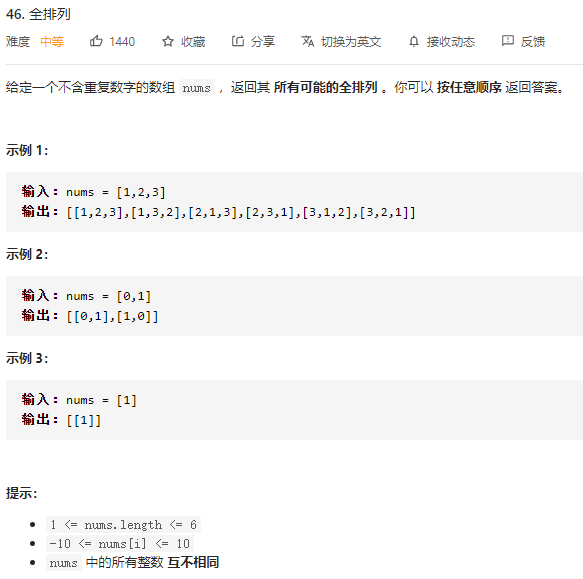 46. 全排列
难度 中等 1440 收藏 分享 切换为英文 接收动态 反馈
给定一个不含重复数字的数组 nums ，返回其 所有可能的全排列 。你可以 按任意顺序 返回答案。
示例 1：
输入：nums = [1,2,3]
输出：[[1,2,3],[1,3,2],[2,1,3],[2,3,1],[3,1,2],[3,2,1]]
示例 2：
输入：nums = [0,1]
输出：[[0,1],[1,0]]
示例 3：
输入：nums = [1]
输出：[[1]]
提示：
1 <= nums.length <= 6
-10 <= nums[i] <= 10
nums 中的所有整数 互不相同